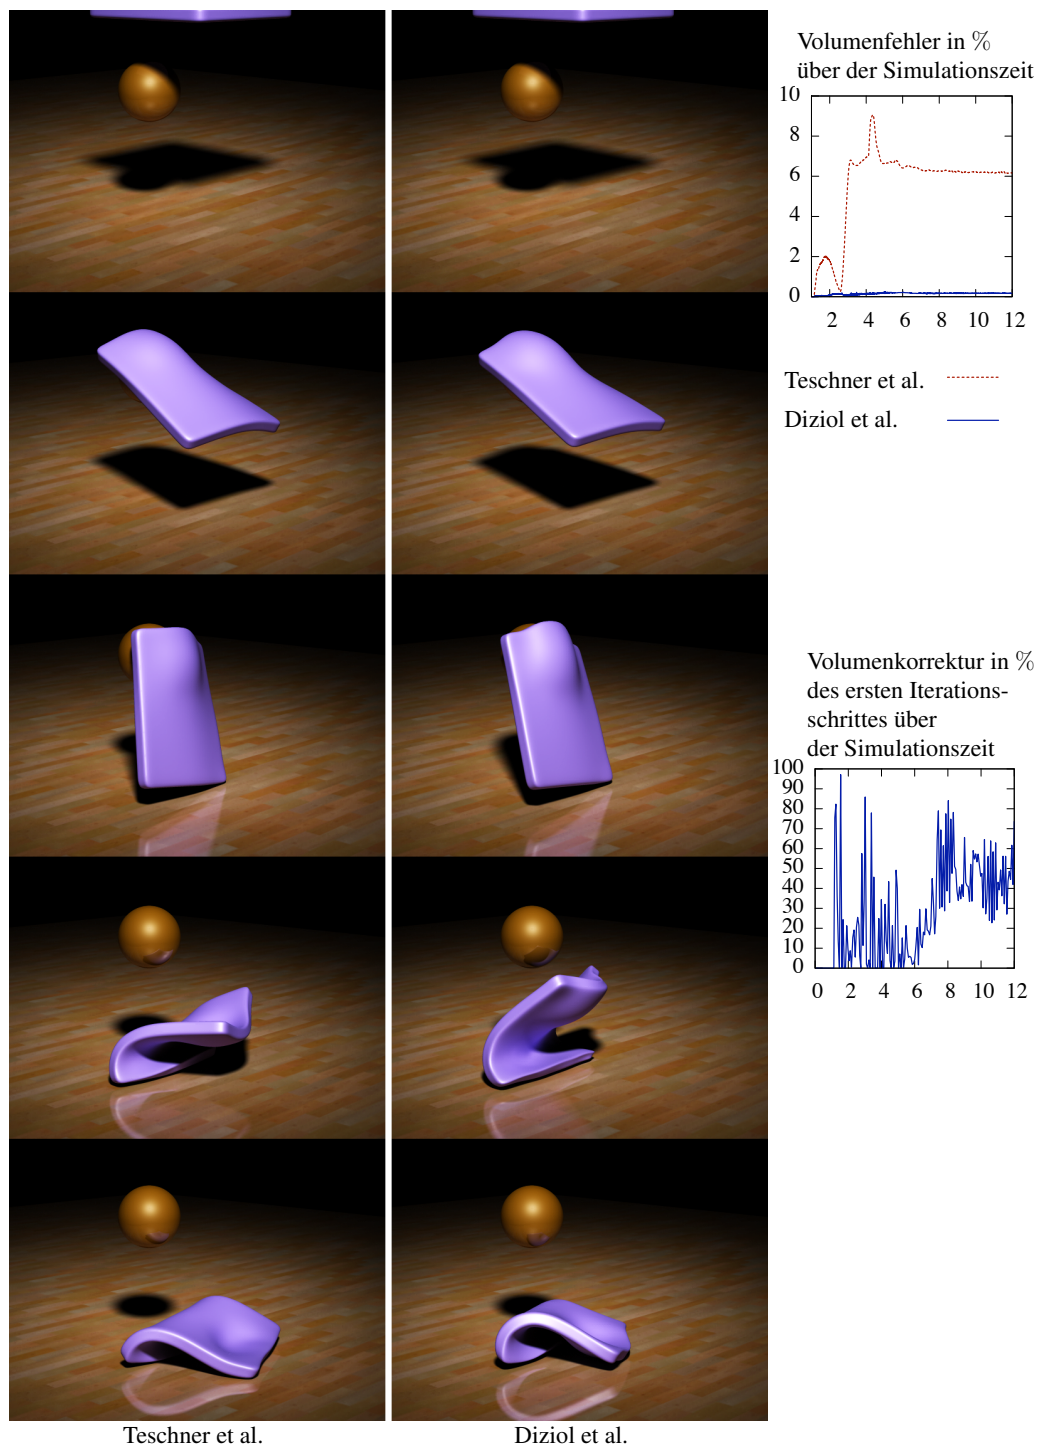 Volumenfehler in %
über der Simulationszeit
10
8
6
4
2
0
2 4 6 8 10 12
Teschner et al.
Diziol et al.
Volumenkorrektur in %
des ersten Iterations-
schrittes über
der Simulationszeit
100
90
80
70
60
50
40
30
20
10
0
0 2 4 6 8 10 12
Teschner et al.
Diziol et al.